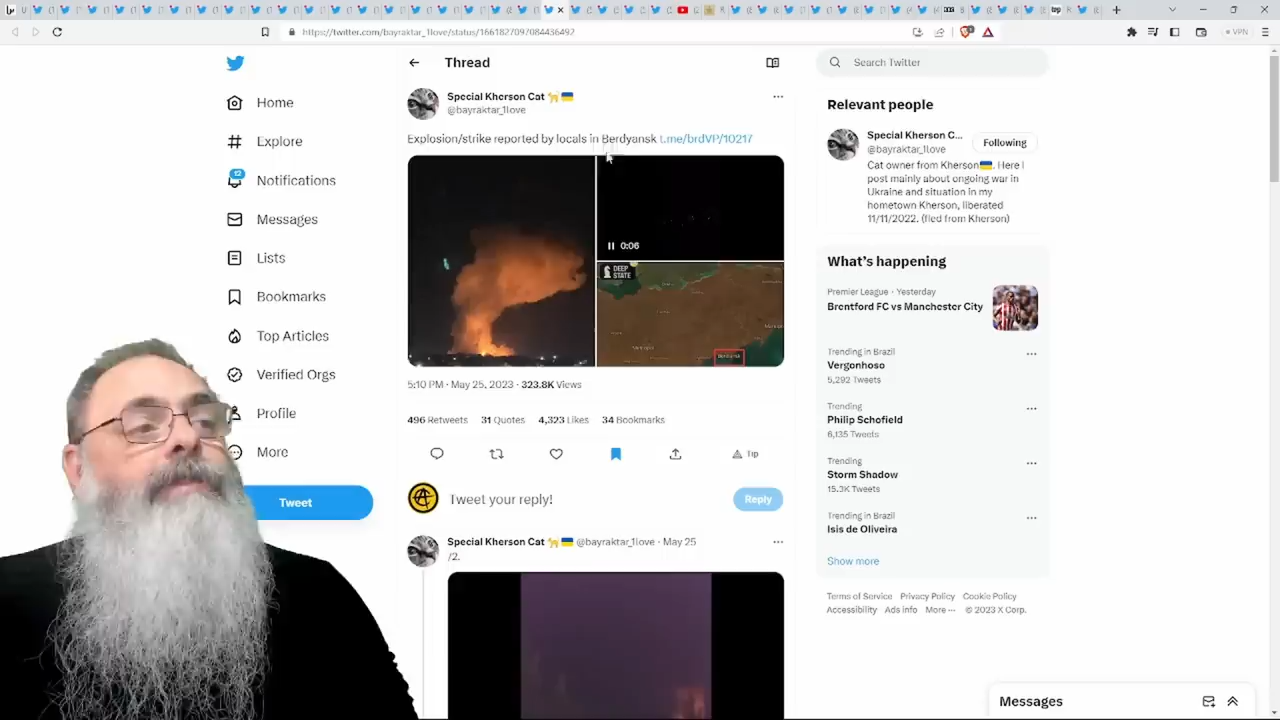 https://twitter.com/bayraktar_1love/status/1661827097084436492
VPN
Home
Explore
12
Notifications
Messages
Lists
Bookmarks
Top Articles
Verified Orgs
Profile
More
Tweet
Thread
Special Kherson Cat
@bayraktar_1love
Explosion/strike reported by locals in Berdyansk t.me/brdVP/10217
0:06
DEEP
STATE
Berdyansk
5:10 PM · May 25, 2023 · 323.8K Views
496 Retweets 31 Quotes 4,323 Likes 34 Bookmarks
Tip
Tweet your reply!
Reply
Special Kherson Cat @bayraktar_1love · May 25
/2.
Search Twitter
Relevant people
Special Kherson C...
@bayraktar_1love
Following
Cat owner from Kherson. Here I
post mainly about ongoing war in
Ukraine and situation in my
hometown Kherson, liberated
11/11/2022. (fled from Kherson)
What's happening
Premier League · Yesterday
Brentford FC vs Manchester City
Trending in Brazil
Vergonhoso
5,292 Tweets
Trending
Philip Schofield
6,135 Tweets
Trending
Storm Shadow
15.3K Tweets
Trending in Brazil
Isis de Oliveira
Show more
Terms of Service Privacy Policy Cookie Policy
Accessibility Ads info More ··· © 2023 X Corp.
Messages